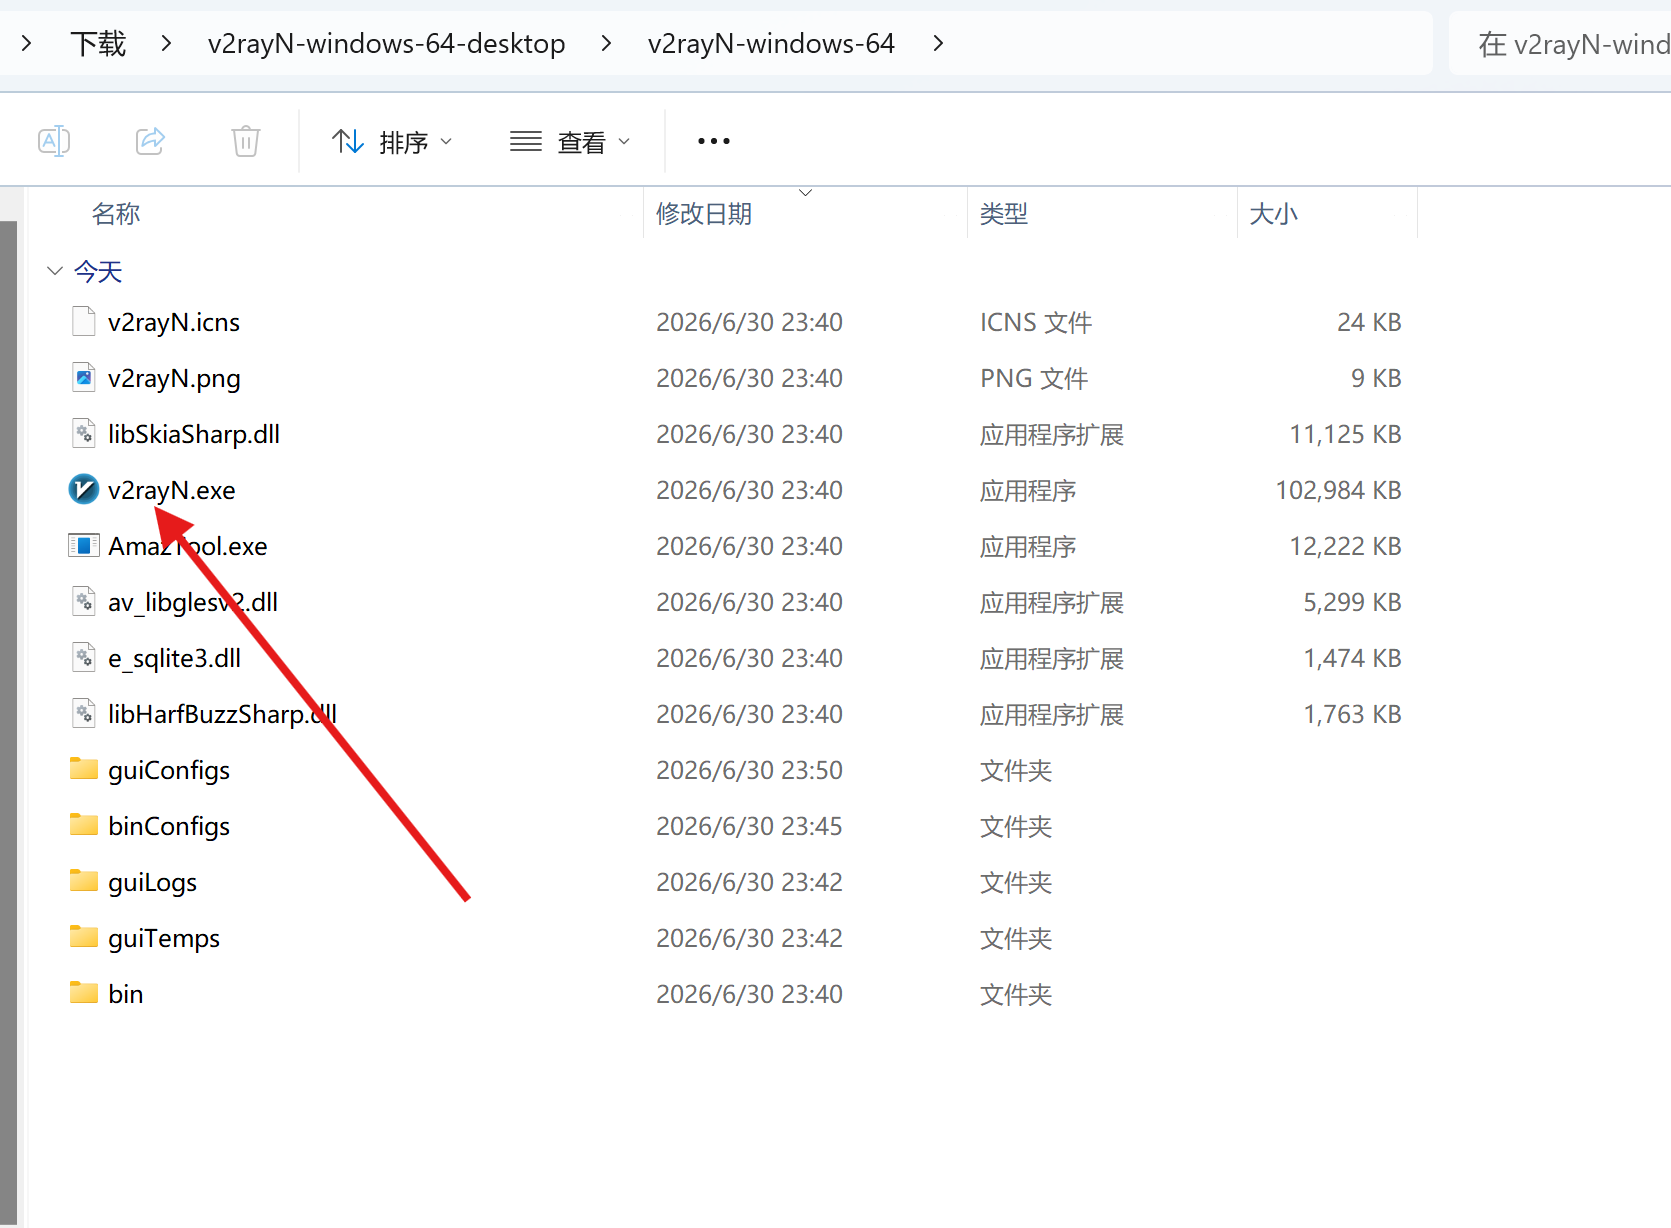 下载 v2rayN-windows-64-desktop v2rayN-windows-64 在 v2rayN-wind
排序 查看
名称 修改日期 类型 大小
今天
v2rayN.icns 2026/6/30 23:40 ICNS 文件 24 KB
v2rayN.png 2026/6/30 23:40 PNG 文件 9 KB
libSkiaSharp.dll 2026/6/30 23:40 应用程序扩展 11,125 KB
v2rayN.exe 2026/6/30 23:40 应用程序 102,984 KB
AmazTool.exe 2026/6/30 23:40 应用程序 12,222 KB
av_libglesv2.dll 2026/6/30 23:40 应用程序扩展 5,299 KB
e_sqlite3.dll 2026/6/30 23:40 应用程序扩展 1,474 KB
libHarfBuzzSharp.dll 2026/6/30 23:40 应用程序扩展 1,763 KB
guiConfigs 2026/6/30 23:50 文件夹
binConfigs 2026/6/30 23:45 文件夹
guiLogs 2026/6/30 23:42 文件夹
guiTemps 2026/6/30 23:42 文件夹
bin 2026/6/30 23:40 文件夹